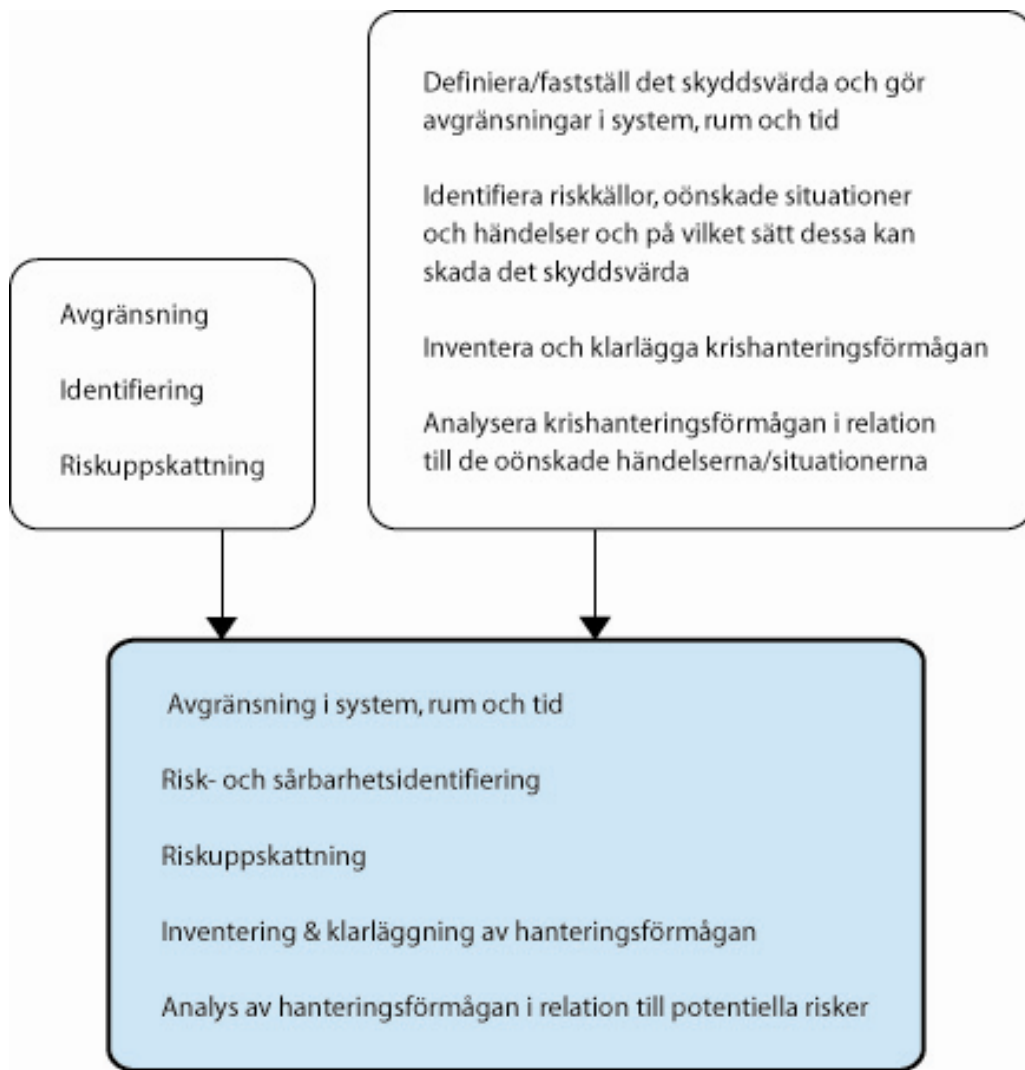 Avgränsning
Identifiering
Riskuppskattning
Definiera/fastställ det skyddsvärda och gör
avgränsningar i system, rum och tid
Identifiera riskkällor, oönskade situationer
och händelser och på vilket sätt dessa kan
skada det skyddsvärda
Inventera och klarlägga krishanteringsförmågan
Analysera krishanteringsförmågan i relation
till de oönskade händelserna/situationerna
Avgränsning i system, rum och tid
Risk- och sårbarhetsidentifiering
Riskuppskattning
Inventering & klarläggning av hanteringsförmågan
Analys av hanteringsförmågan i relation till potentiella risker